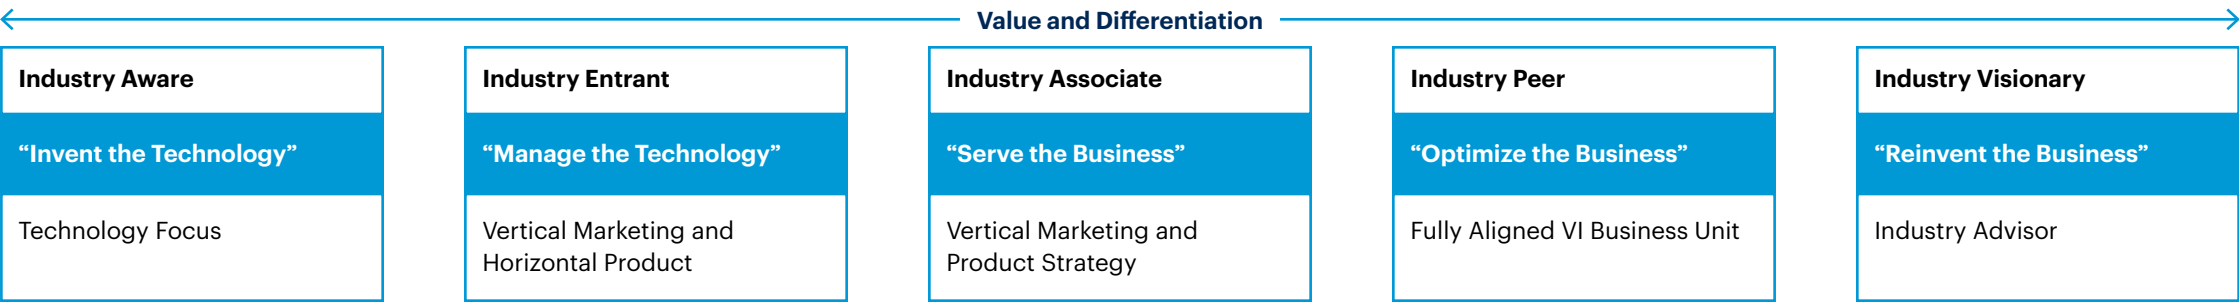 Value and Differentiation
Industry Aware
“Invent the Technology”
Technology Focus
Industry Entrant
“Manage the Technology”
Vertical Marketing and
Horizontal Product
Industry Associate
“Serve the Business”
Vertical Marketing and
Product Strategy
Industry Peer
“Optimize the Business”
Fully Aligned VI Business Unit
Industry Visionary
“Reinvent the Business”
Industry Advisor